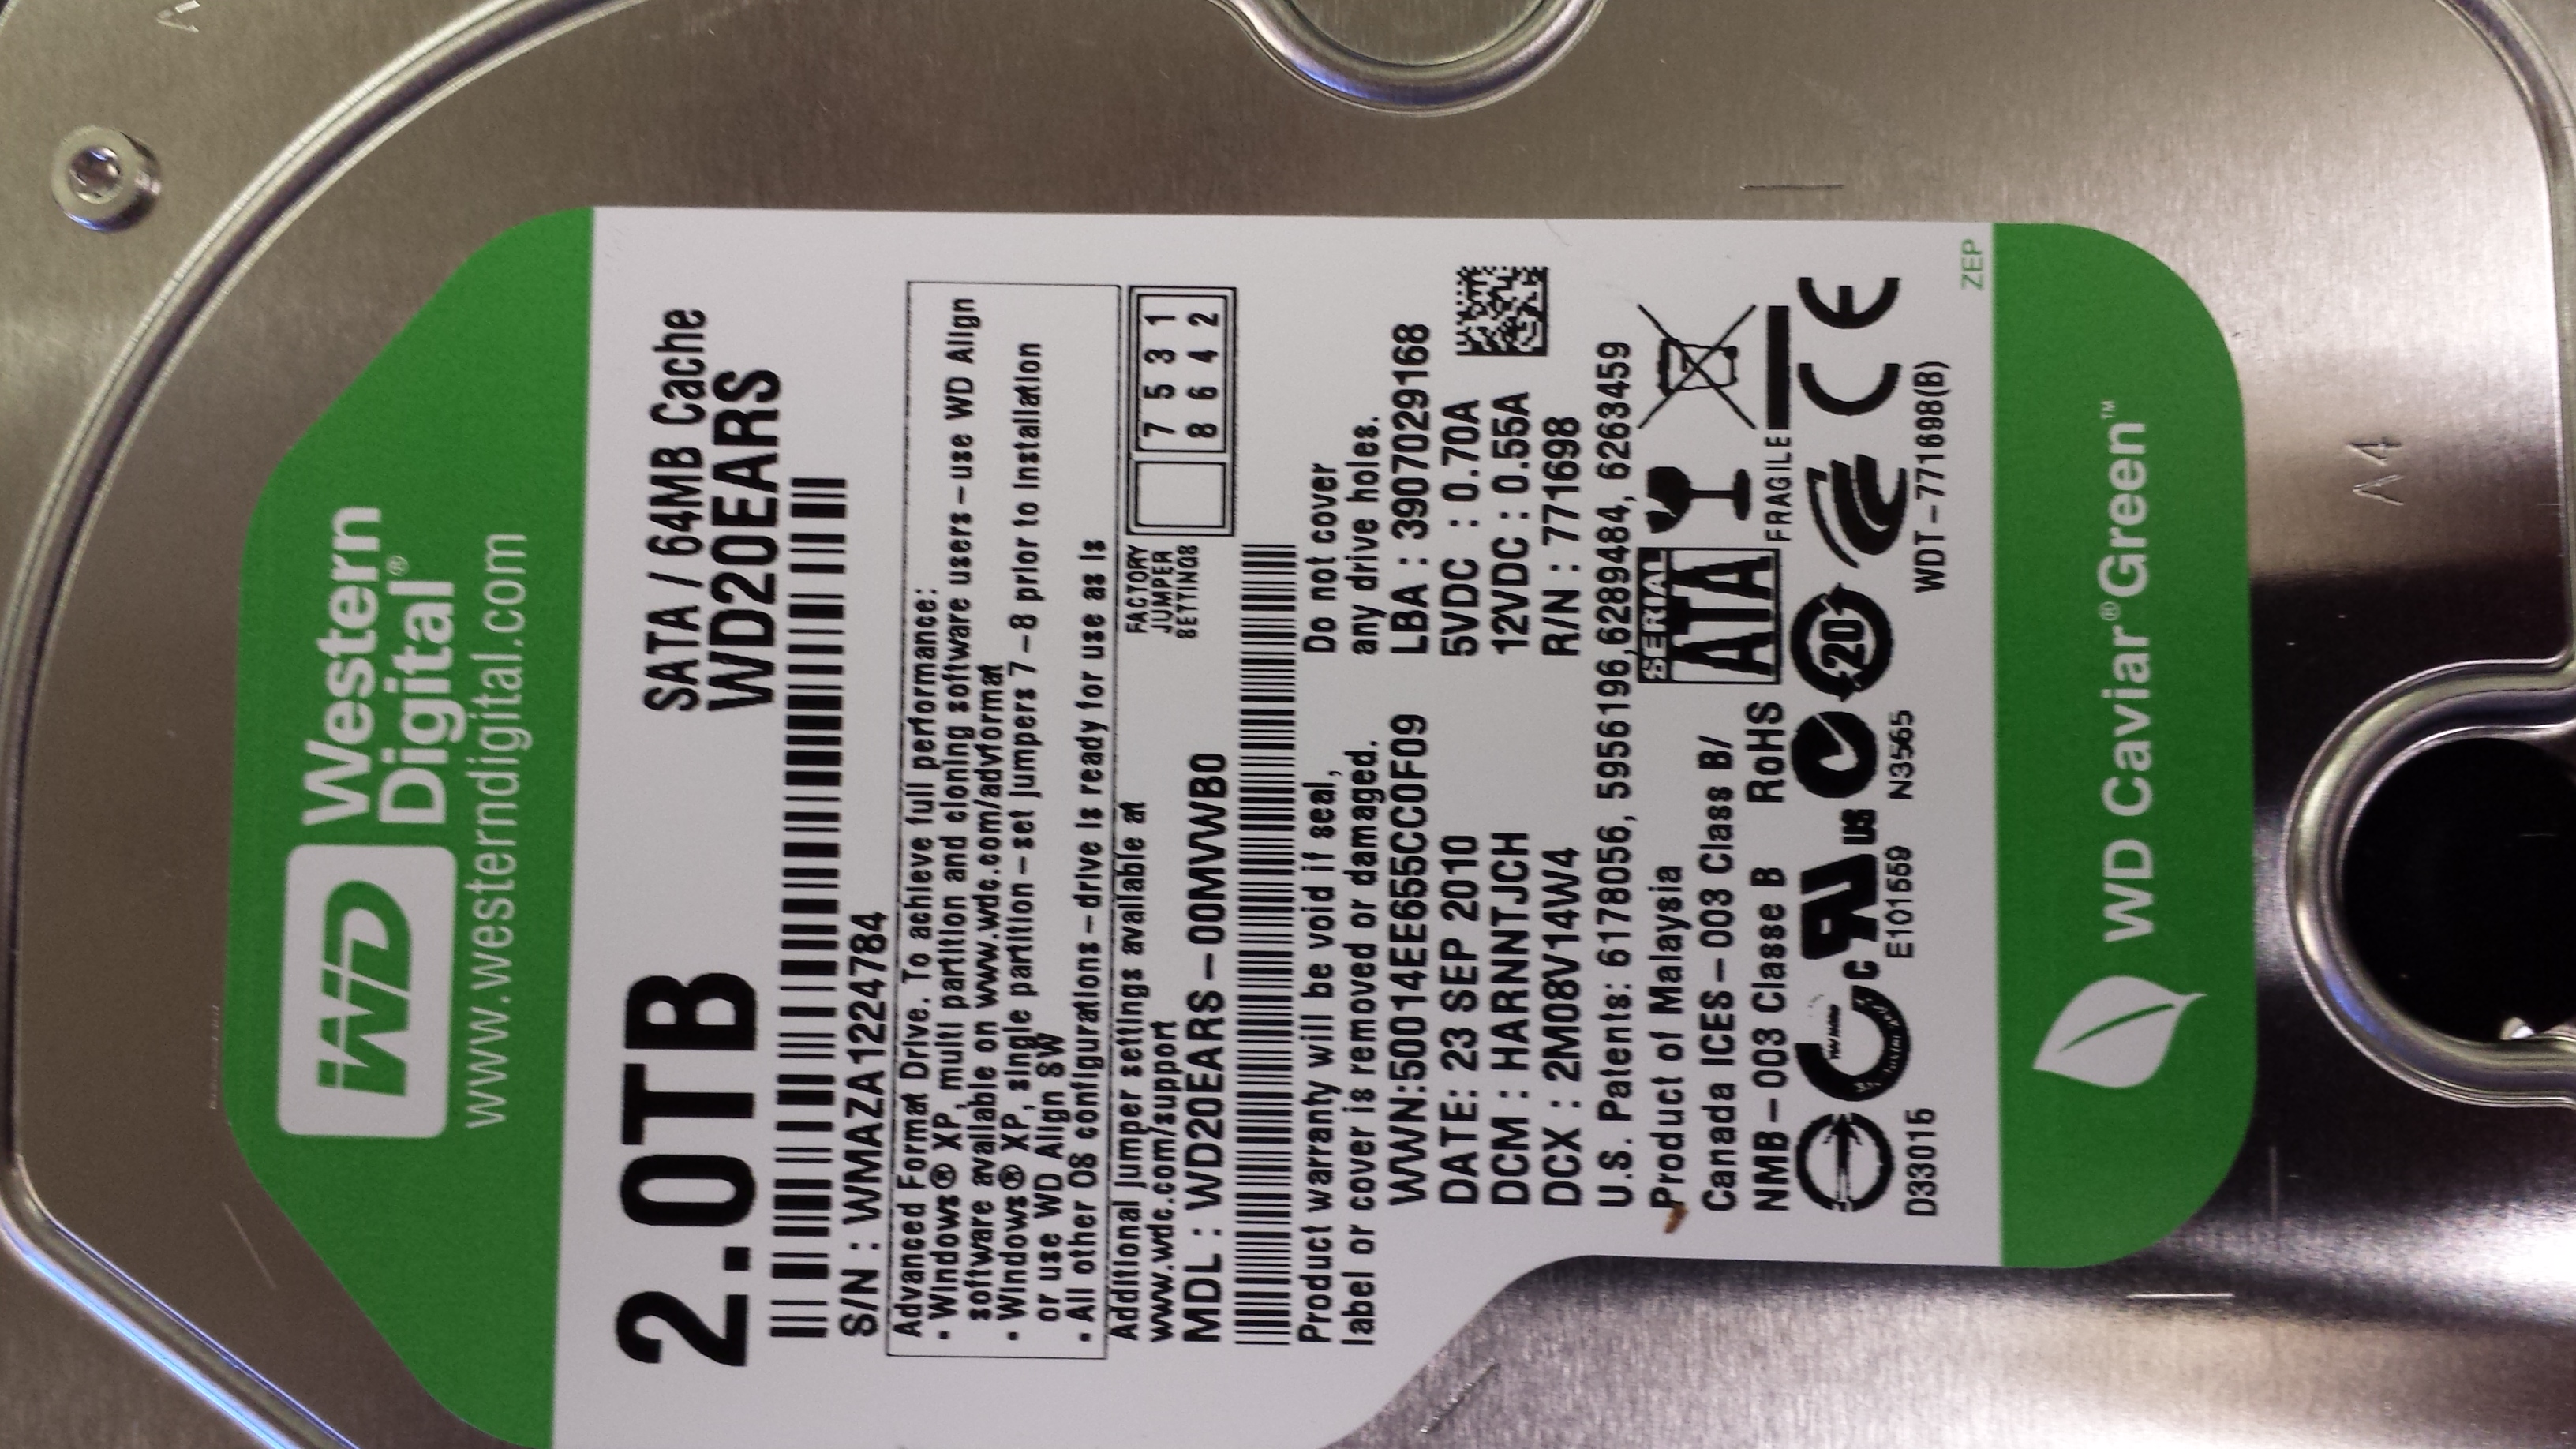 WD Western
Digital®
www.westerndigital.com
2.0TB
SATA / 64MB Cache
WD20EARS
S/N : WMAZA1224784
Advanced Format Drive. To achieve full performance:
• Windows® XP, multi partition and cloning software users-use WD Align
software available on www.wdc.com/advformat
• Windows® XP, single partition-set jumpers 7-8 prior to installation
or use WD Align SW
• All other OS configurations-drive is ready for use as is
Additional jumper settings available at
www.wdc.com/support
FACTORY
JUMPER
SETTINGS
7 5 3 1
8 6 4 2
MDL : WD20EARS-00MVWB0
Product warranty will be void if seal,
label or cover is removed or damaged.
Do not cover
any drive holes.
WWN:50014EE655CC0F09
LBA : 3907029168
DATE: 23 SEP 2010
5VDC : 0.70A
DCM : HARNNTJCH
12VDC : 0.55A
DCX : 2M08V14W4
R/N : 771698
U.S. Patents: 6178056, 5956196,6289484, 6263459
Product of Malaysia
Canada ICES-003 Class B/
NMB-003 Classe B
RoHS
SERIAL
ATA
FRAGILE
c US
20
CE
D33015
E101559
N3565
WDT-771698(B)
ZEP
WD Caviar® Green™
A4